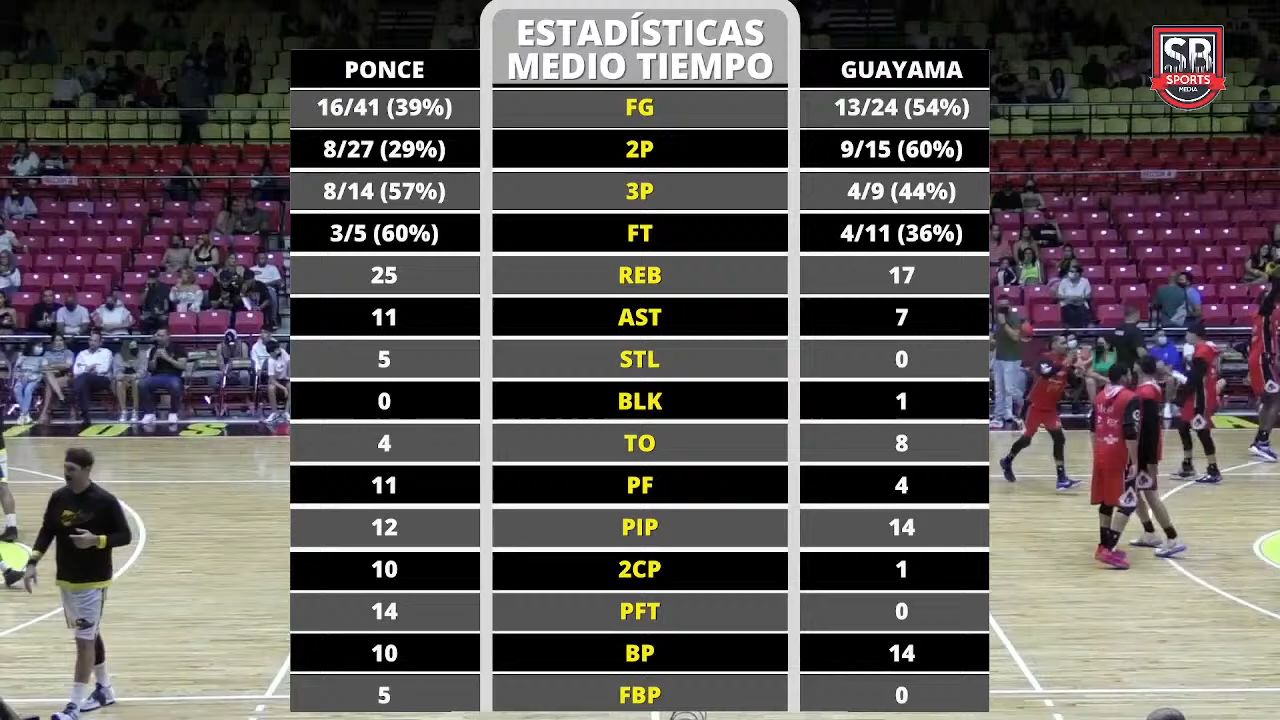 ESTADÍSTICAS
MEDIO TIEMPO
PONCE GUAYAMA
16/41 (39%) FG 13/24 (54%)
8/27 (29%) 2P 9/15 (60%)
8/14 (57%) 3P 4/9 (44%)
3/5 (60%) FT 4/11 (36%)
25 REB 17
11 AST 7
5 STL 0
0 BLK 1
4 TO 8
11 PF 4
12 PIP 14
10 2CP 1
14 PFT 0
10 BP 14
5 FBP 0
SR
SPORTS
MEDIA